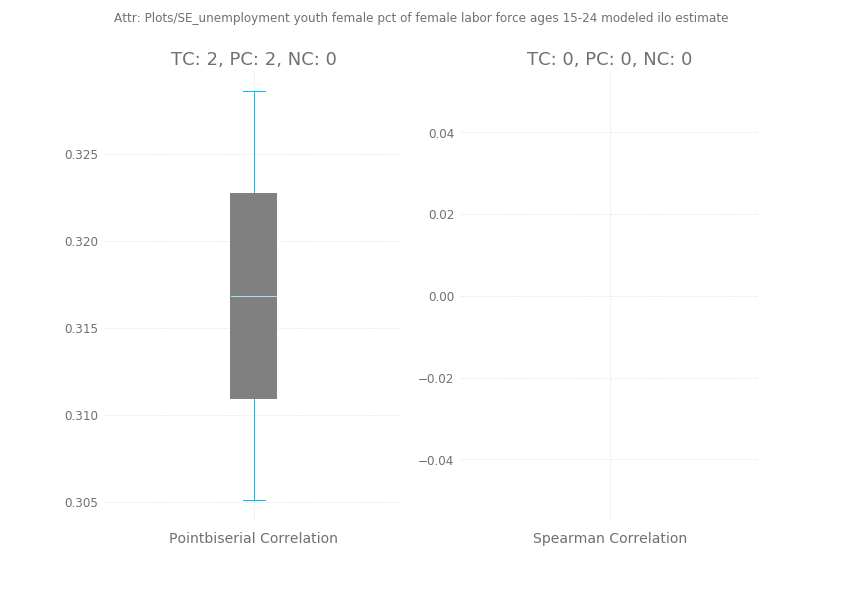 Attr: Plots/SE_unemployment youth female pct of female labor force ages 15-24 modeled ilo estimate
TC: 2, PC: 2, NC: 0
0.325
0.320
0.315
0.310
0.305
Pointbiserial Correlation
TC: 0, PC: 0, NC: 0
0.04
0.02
0.00
−0.02
−0.04
Spearman Correlation